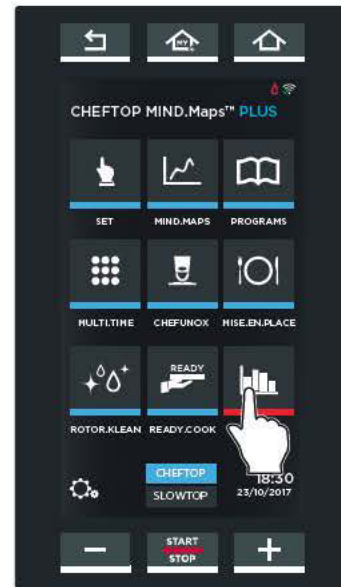 MY
CHEFTOP MIND.Maps™ PLUS
SET
MIND.MAPS
PROGRAMS
MULTI.TIME
CHEFUNOX
MISE.EN.PLACE
READY
ROTOR.KLEAN
READY.COOK
CHEFTOP
SLOWTOP
18:30
23/10/2017
START
STOP